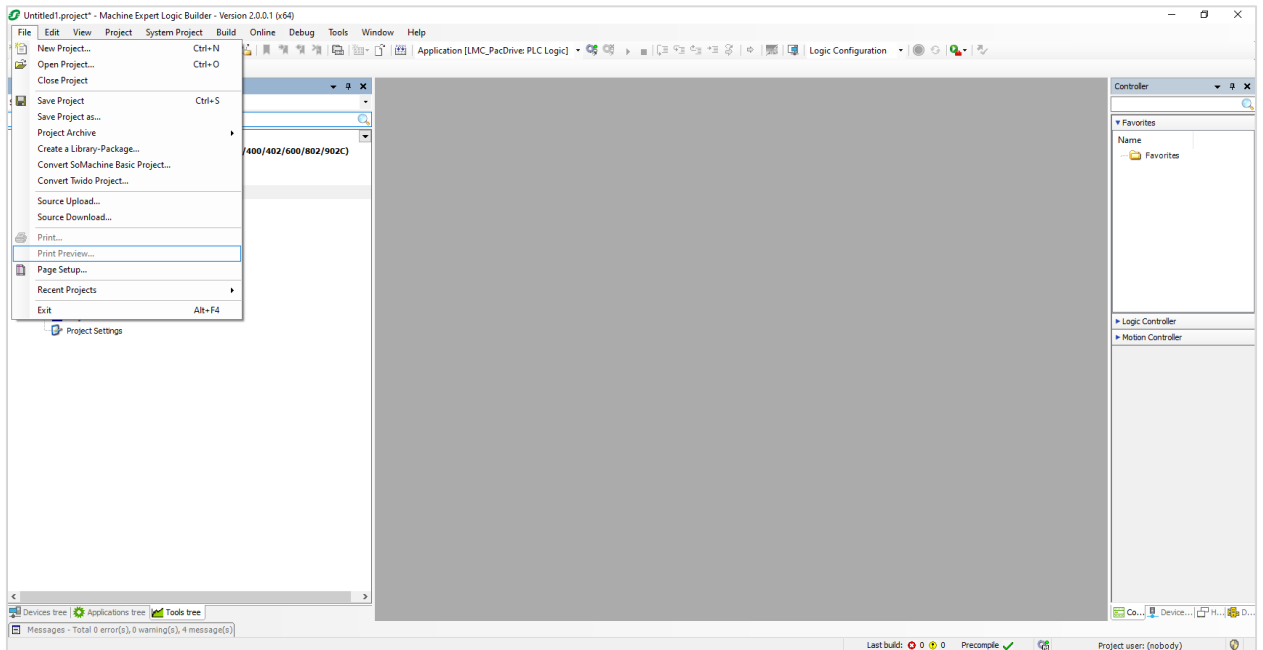 Untitled1.project* - Machine Expert Logic Builder - Version 2.0.0.1 (x64)
File Edit View Project System Project Build Online Debug Tools Window Help
Application [LMC_PacDrive: PLC Logic] Logic Configuration
New Project... Ctrl+N
Open Project... Ctrl+O
Close Project
Save Project Ctrl+S
Save Project as...
Project Archive
Create a Library-Package...
Convert SoMachine Basic Project...
Convert Twido Project...
Source Upload...
Source Download...
Print...
Print Preview...
Page Setup...
Recent Projects
Exit Alt+F4
/400/402/600/802/902C)
Project Settings
Devices tree Applications tree Tools tree
Messages - Total 0 error(s), 0 warning(s), 4 message(s)
Controller
Favorites
Name
Favorites
Logic Controller
Motion Controller
Co... Device... H... D...
Last build: 0 0 Precompile Project user: (nobody)